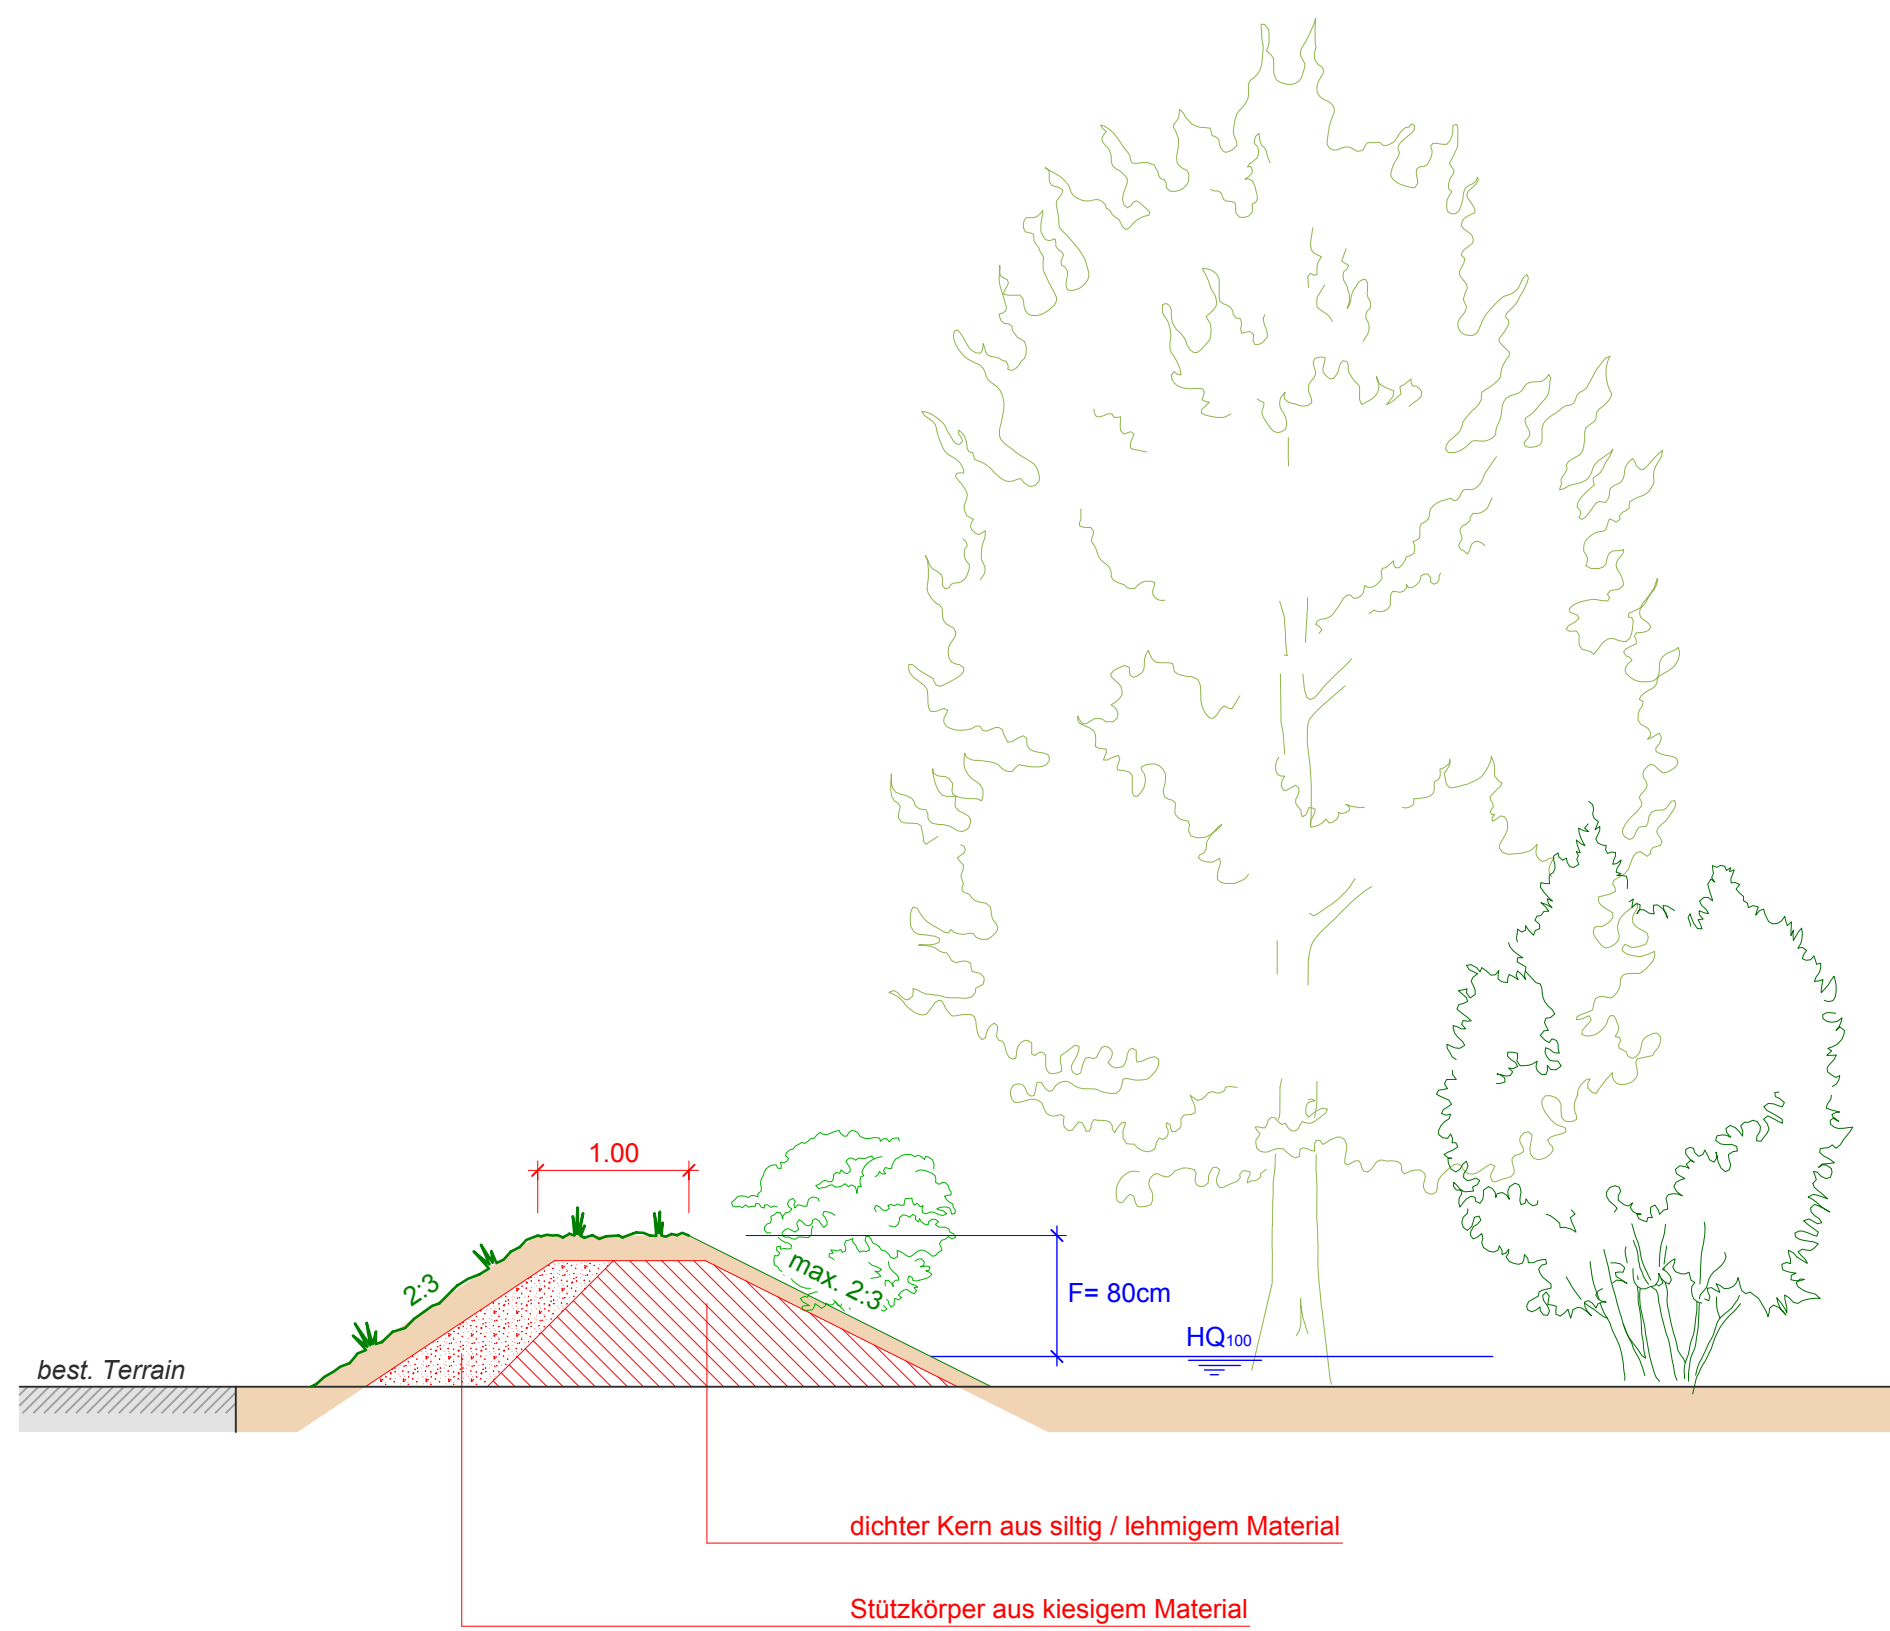 1.00
2:3
max. 2:3
F= 80cm
HQ100
best. Terrain
dichter Kern aus siltig / lehmigem Material
Stützkörper aus kiesigem Material